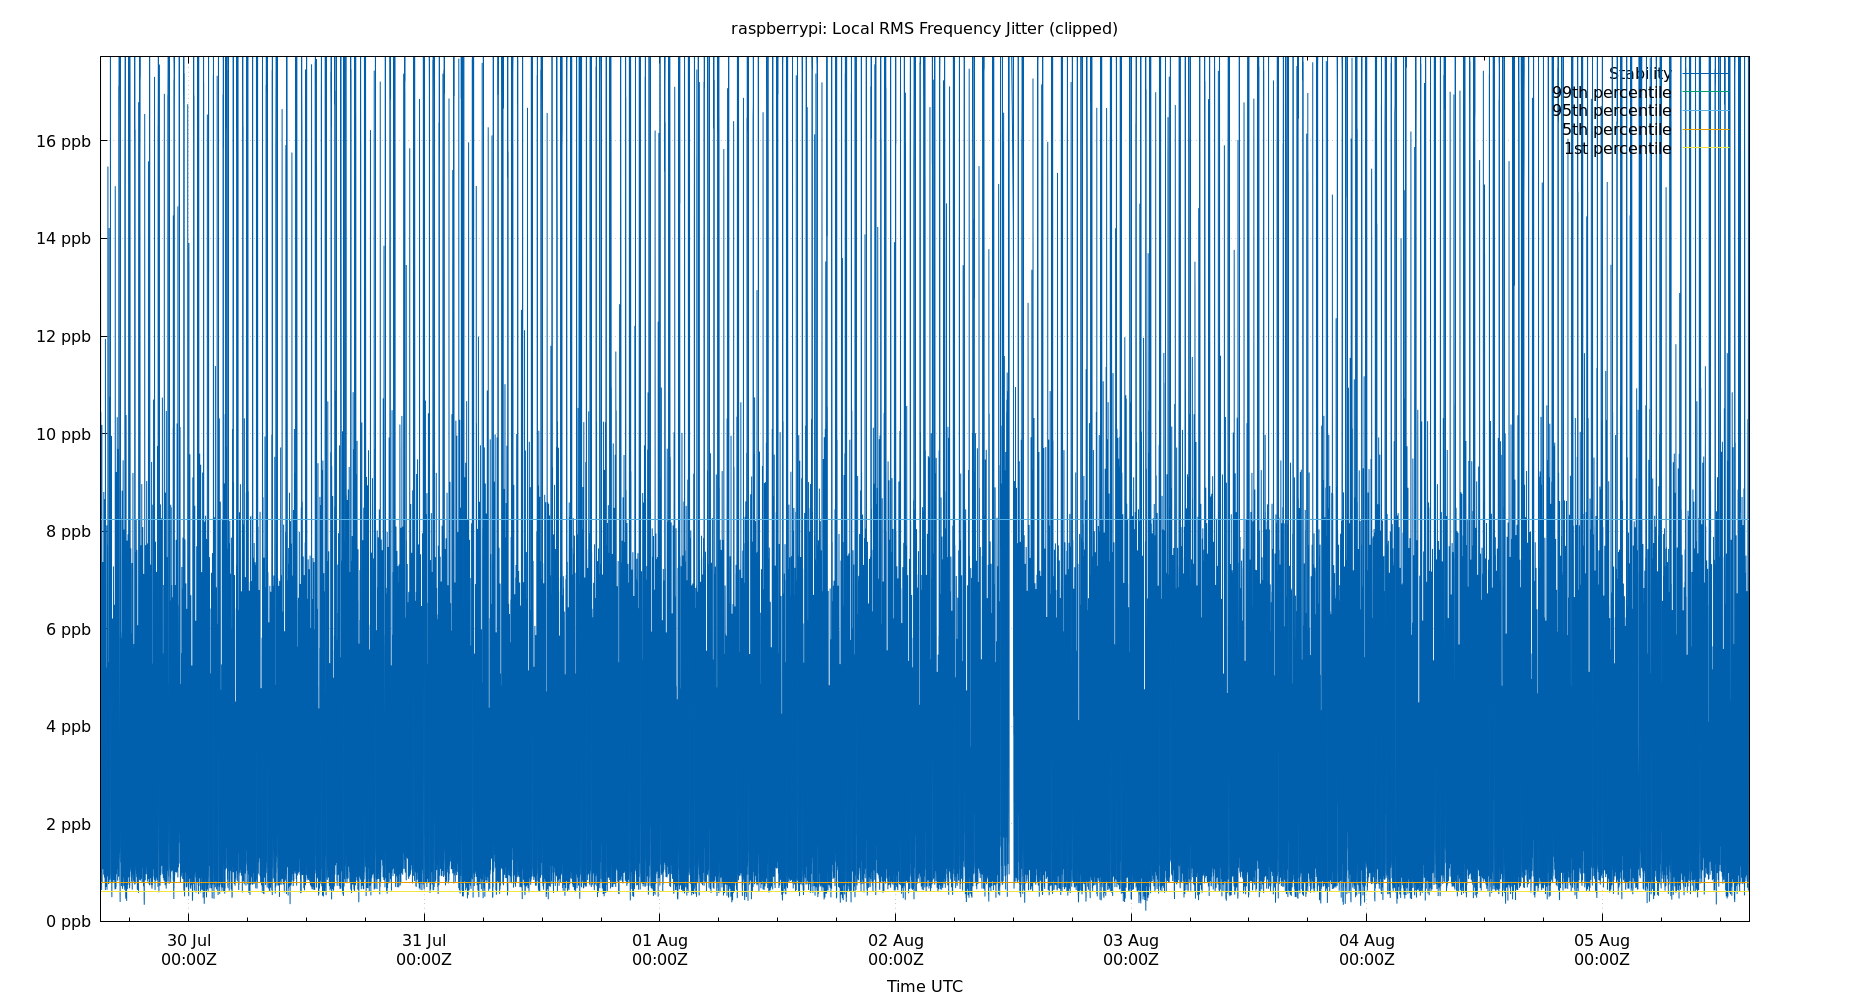 raspberrypi: Local RMS Frequency Jitter (clipped)
Stability
99th percentile
95th percentile
5th percentile
1st percentile
16 ppb
14 ppb
12 ppb
10 ppb
8 ppb
6 ppb
4 ppb
2 ppb
0 ppb
30 Jul 31 Jul 01 Aug 02 Aug 03 Aug 04 Aug 05 Aug
00:00Z 00:00Z 00:00Z 00:00Z 00:00Z 00:00Z 00:00Z
Time UTC